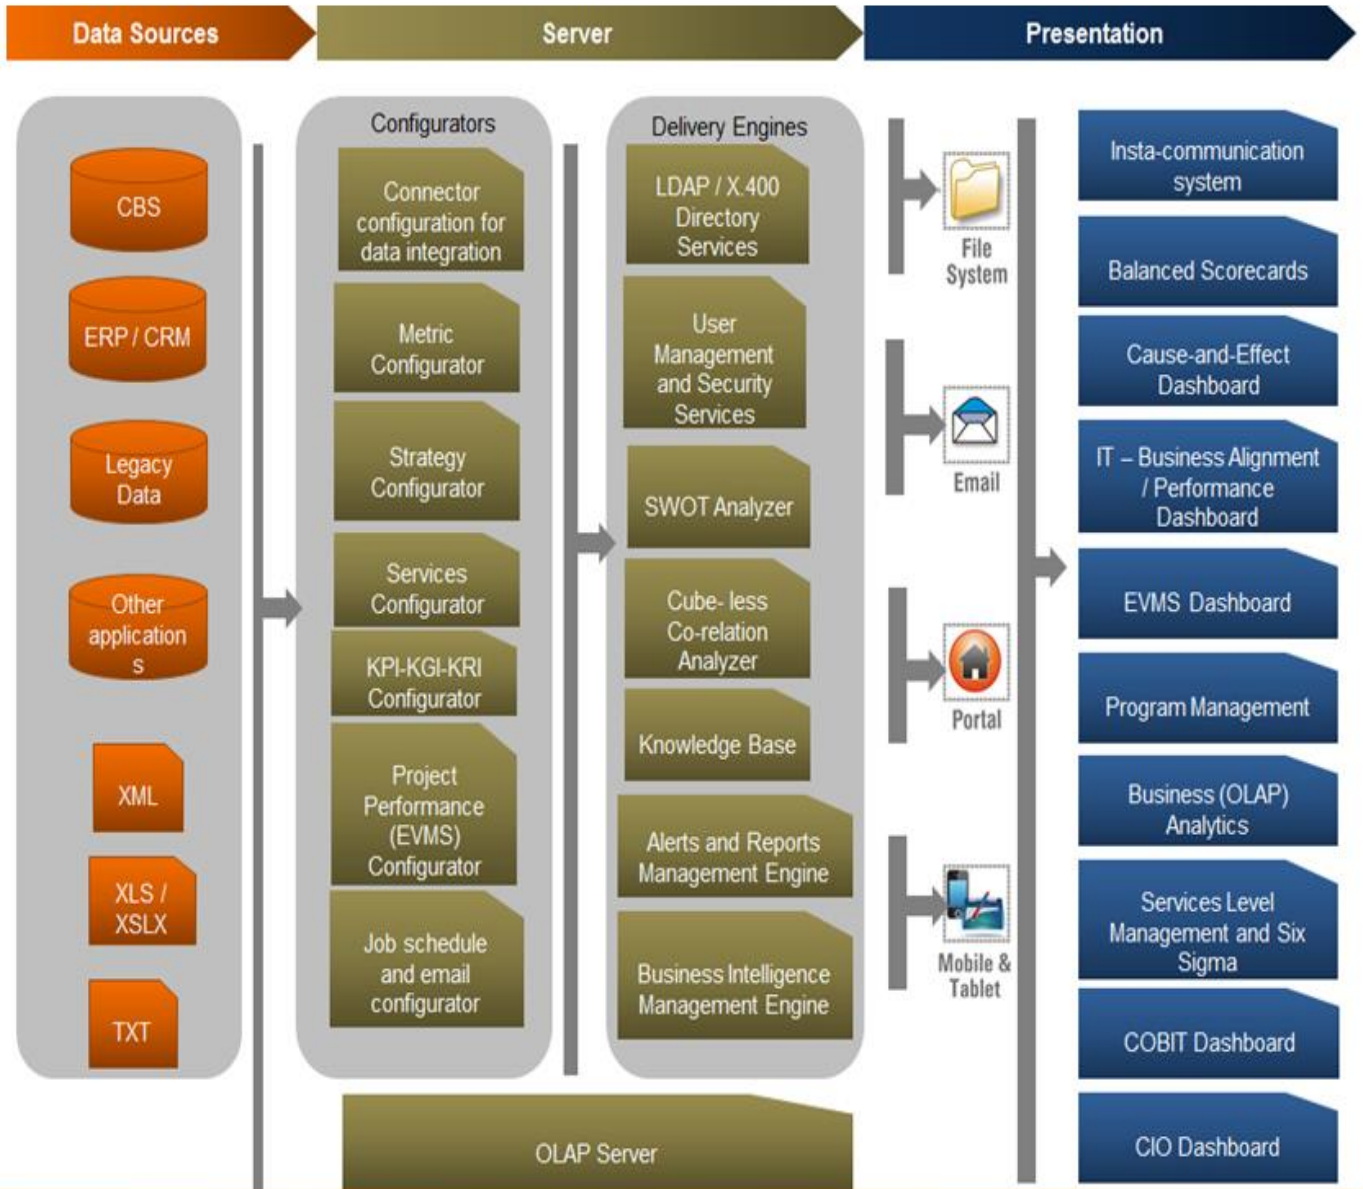 Data Sources
Server
Presentation
CBS
ERP / CRM
Legacy
Data
Other
application
s
XML
XLS /
XSLX
TXT
Configurators
Connector
configuration for
data integration
Metric
Configurator
Strategy
Configurator
Services
Configurator
KPI-KGI-KRI
Configurator
Project
Performance
(EVMS)
Configurator
Job schedule
and email
configurator
Delivery Engines
LDAP / X.400
Directory
Services
User
Management
and Security
Services
SWOT Analyzer
Cube- less
Co-relation
Analyzer
Knowledge Base
Alerts and Reports
Management Engine
Business Intelligence
Management Engine
OLAP Server
File
System
Email
Portal
Mobile &
Tablet
Insta-communication
system
Balanced Scorecards
Cause-and-Effect
Dashboard
IT – Business Alignment
/ Performance
Dashboard
EVMS Dashboard
Program Management
Business (OLAP)
Analytics
Services Level
Management and Six
Sigma
COBIT Dashboard
CIO Dashboard